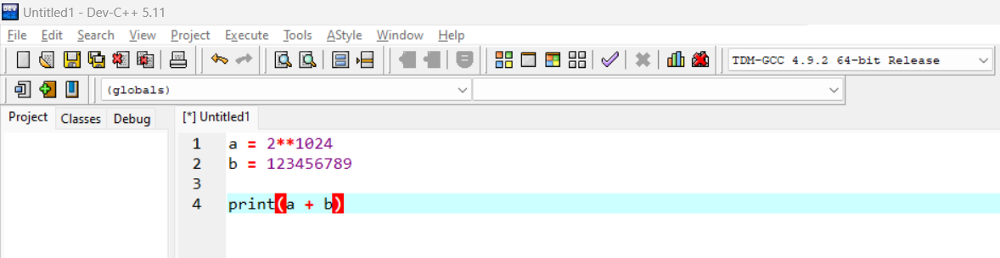 Untitled1 - Dev-C++ 5.11
File Edit Search View Project Execute Tools AStyle Window Help
TDM-GCC 4.9.2 64-bit Release
(globals)
Project Classes Debug [*] Untitled1
1 a = 2**1024
2 b = 123456789
3
4 print(a + b)